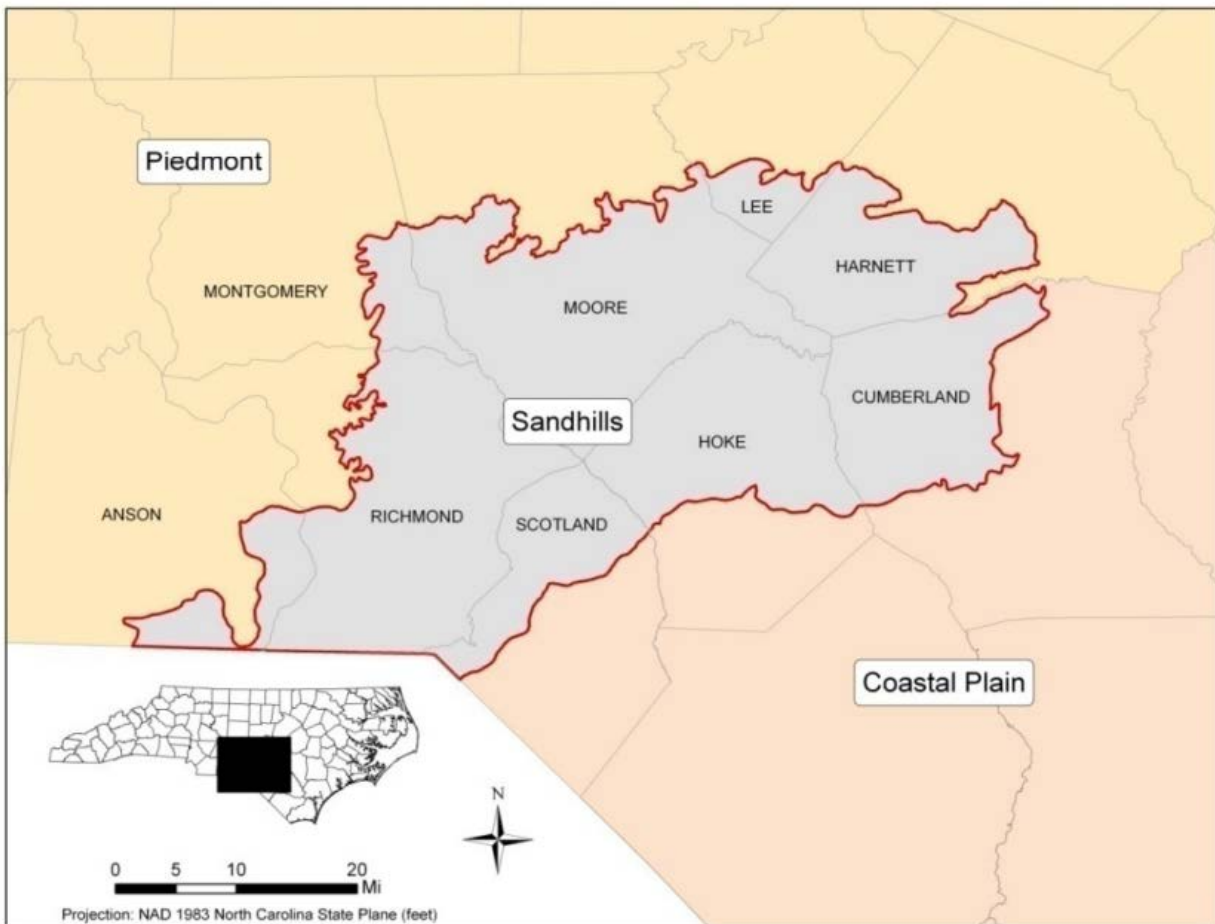 Piedmont
LEE
HARNETT
MONTGOMERY
MOORE
CUMBERLAND
Sandhills
HOKE
ANSON
RICHMOND
SCOTLAND
Coastal Plain
N
0 5 10 20
Mi
Projection: NAD 1983 North Carolina State Plane (feet)